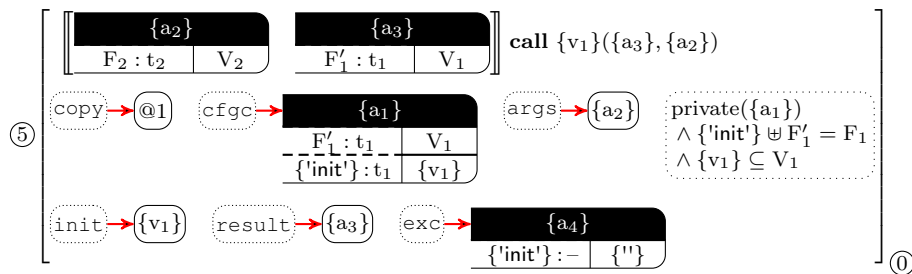 {a₂} {a₃}
F₂ : t₂ V₂ F′₁ : t₁ V₁ call {v₁}({a₃}, {a₂})
copy @1 cfgc {a₁} args {a₂} private({a₁})
⑤ F′₁ : t₁ V₁ ∧ {'init'} ⊎ F′₁ = F₁
{'init'} : t₁ {v₁} ∧ {v₁} ⊆ V₁
init {v₁} result {a₃} exc {a₄}
{'init'} : – {''}
⓪